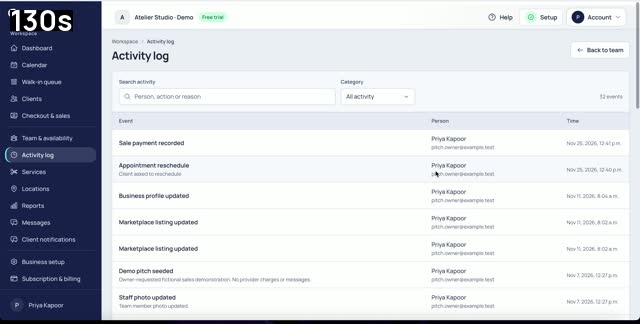 130s
Workspace
Dashboard
Calendar
Walk-in queue
Clients
Checkout & sales
Team & availability
Activity log
Services
Locations
Reports
Messages
Client notifications
Business setup
Subscription & billing
P Priya Kapoor
A Atelier Studio · Demo Free trial
Help Setup P Account
Workspace / Activity log
Activity log
Back to team
Search activity
Person, action or reason
Category
All activity
32 events
Event Person Time
Sale payment recorded
Priya Kapoor
pitch.owner@example.test
Nov 25, 2026, 12:41 p.m.
Appointment reschedule
Client asked to reschedule
Priya Kapoor
pitch.owner@example.test
Nov 25, 2026, 12:40 p.m.
Business profile updated
Priya Kapoor
pitch.owner@example.test
Nov 11, 2026, 8:04 a.m.
Marketplace listing updated
Priya Kapoor
pitch.owner@example.test
Nov 11, 2026, 8:02 a.m.
Marketplace listing updated
Priya Kapoor
pitch.owner@example.test
Nov 11, 2026, 8:02 a.m.
Demo pitch seeded
Owner-requested fictional sales demonstration. No provider charges or messages.
Priya Kapoor
pitch.owner@example.test
Nov 7, 2026, 12:27 p.m.
Staff photo updated
Team member photo updated.
Priya Kapoor
pitch.owner@example.test
Nov 7, 2026, 12:27 p.m.